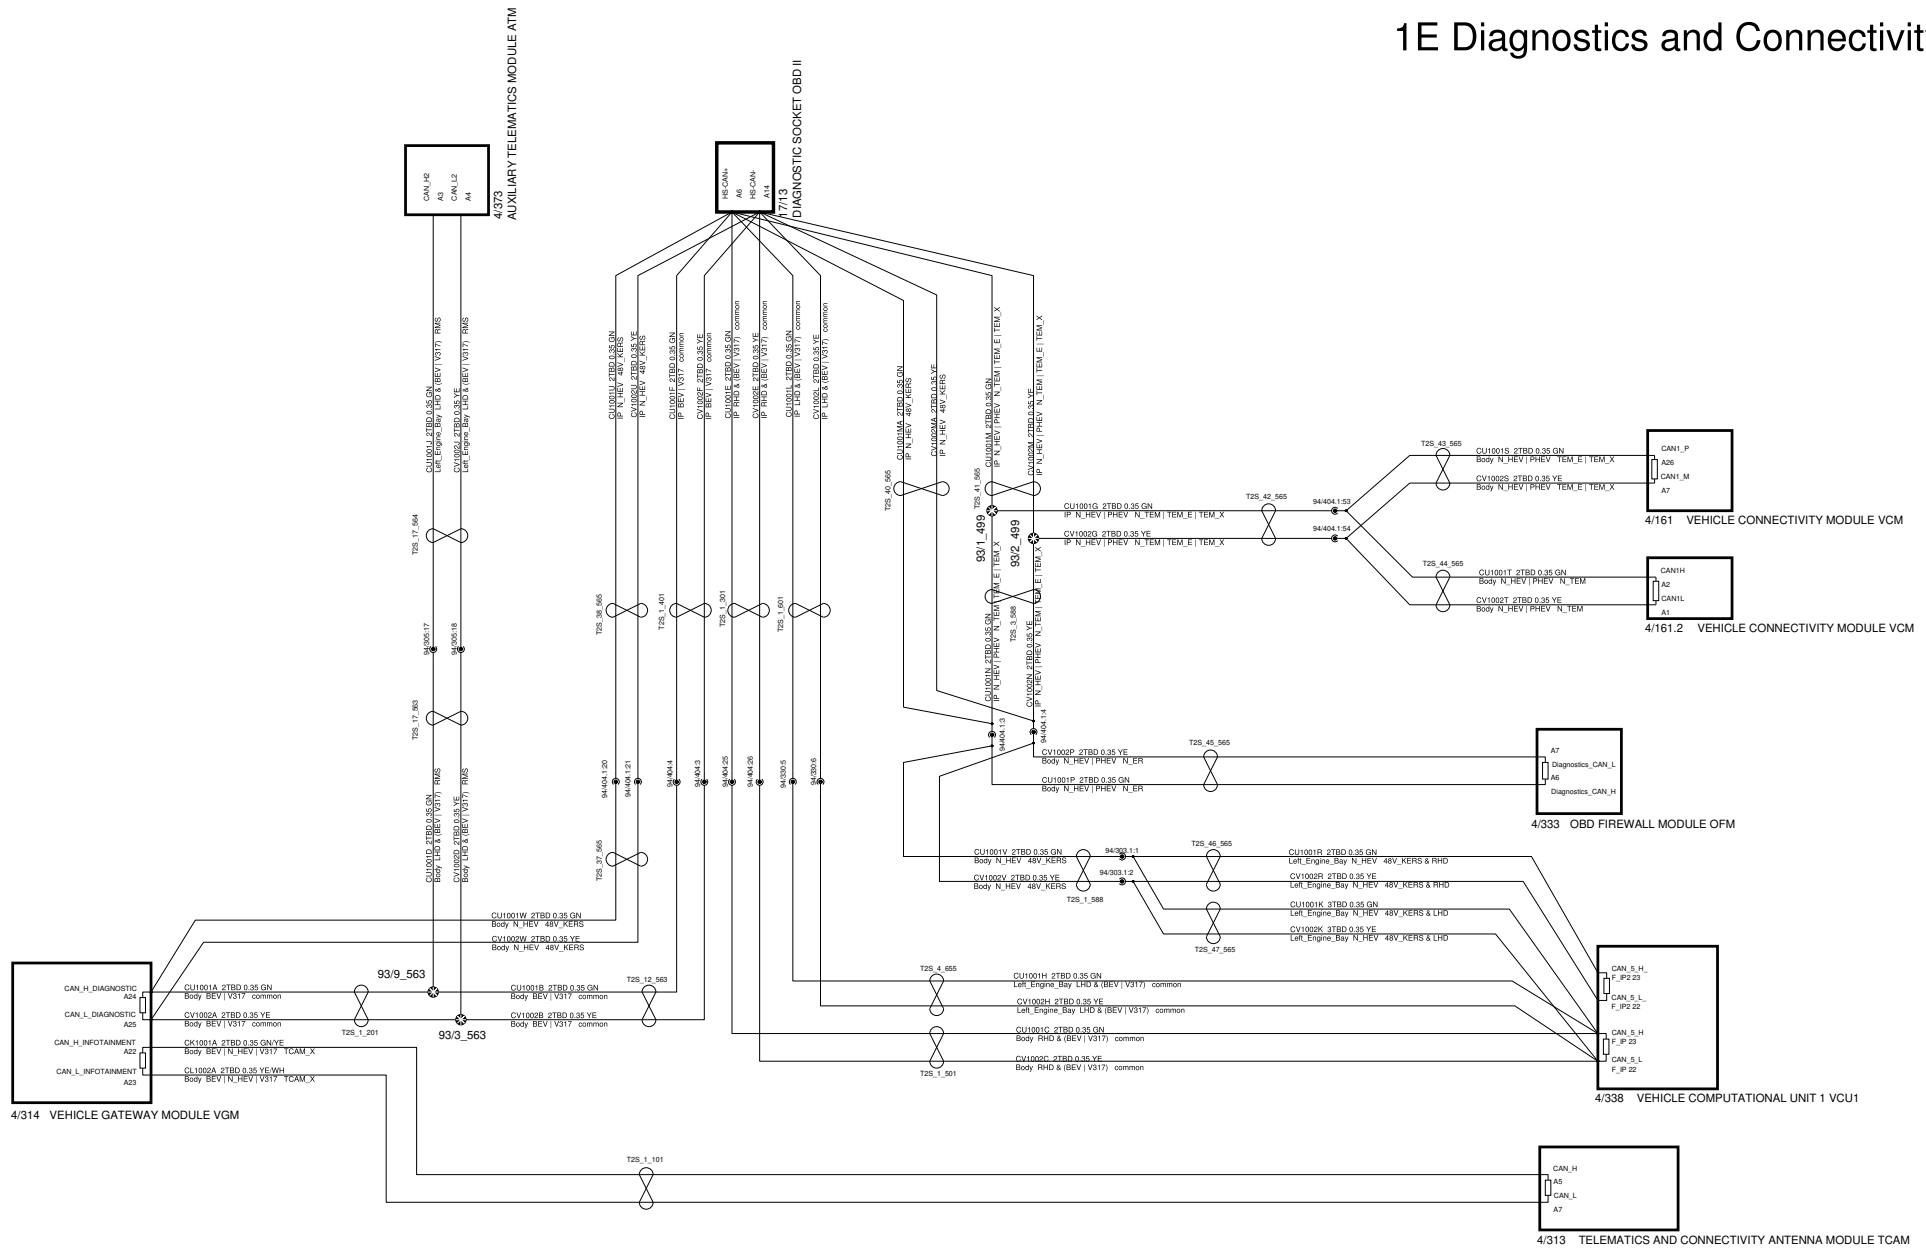 1E Diagnostics and Connectivit
CAN_H2
A3
CAN_L2
A4
4/373
AUXILIARY TELEMATICS MODULE ATM
HS-CAN+
A6
HS-CAN-
A14
17/13
DIAGNOSTIC SOCKET OBD II
CU1001J 2TBD 0.35 GN
Left_Engine_Bay LHD & (BEV | V317) RMS
CV1002J 2TBD 0.35 YE
Left_Engine_Bay LHD & (BEV | V317) RMS
T2S_17_564
94/305:17
94/305:18
T2S_17_563
CU1001D 2TBD 0.35 GN
Body LHD & (BEV | V317) RMS
CV1002D 2TBD 0.35 YE
Body LHD & (BEV | V317) RMS
CU1001U 2TBD 0.35 GN
IP N_HEV 48V_KERS
CV1002U 2TBD 0.35 YE
IP N_HEV 48V_KERS
CU1001F 2TBD 0.35 GN
IP BEV | V317 common
CV1002F 2TBD 0.35 YE
IP BEV | V317 common
CU1001E 2TBD 0.35 GN
IP RHD & (BEV | V317) common
CV1002E 2TBD 0.35 YE
IP RHD & (BEV | V317) common
CU1001L 2TBD 0.35 GN
IP LHD & (BEV | V317) common
CV1002L 2TBD 0.35 YE
IP LHD & (BEV | V317) common
CU1001MA 2TBD 0.35 GN
IP N_HEV 48V_KERS
CV1002MA 2TBD 0.35 YE
IP N_HEV 48V_KERS
CU1001M 2TBD 0.35 GN
IP N_HEV | PHEV N_TEM | TEM_E | TEM_X
CV1002M 2TBD 0.35 YE
IP N_HEV | PHEV N_TEM | TEM_E | TEM_X
T2S_38_565
T2S_1_401
T2S_1_301
T2S_1_601
T2S_40_565
T2S_41_565
93/1_499
93/2_499
CU1001G 2TBD 0.35 GN
IP N_HEV | PHEV N_TEM | TEM_E | TEM_X
CV1002G 2TBD 0.35 YE
IP N_HEV | PHEV N_TEM | TEM_E | TEM_X
T2S_42_565
94/404.1:53
94/404.1:54
T2S_43_565
CU1001S 2TBD 0.35 GN
Body N_HEV | PHEV TEM_E | TEM_X
CV1002S 2TBD 0.35 YE
Body N_HEV | PHEV TEM_E | TEM_X
CAN1_P
A26
CAN1_M
A7
4/161 VEHICLE CONNECTIVITY MODULE VCM
T2S_44_565
CU1001T 2TBD 0.35 GN
Body N_HEV | PHEV N_TEM
CV1002T 2TBD 0.35 YE
Body N_HEV | PHEV N_TEM
CAN1H
A2
CAN1L
A1
4/161.2 VEHICLE CONNECTIVITY MODULE VCM
T2S_3_588
CU1001N 2TBD 0.35 GN
IP N_HEV | PHEV N_TEM | TEM_E | TEM_X
CV1002N 2TBD 0.35 YE
IP N_HEV | PHEV N_TEM | TEM_E | TEM_X
94/404.1:3
94/404.1:4
94/404.1:20
94/404.1:21
94/404:4
94/404:3
94/404:25
94/404:26
94/330:5
94/330:6
CV1002P 2TBD 0.35 YE
Body N_HEV | PHEV N_ER
CU1001P 2TBD 0.35 GN
Body N_HEV | PHEV N_ER
T2S_45_565
A7
Diagnostics_CAN_L
A6
Diagnostics_CAN_H
4/333 OBD FIREWALL MODULE OFM
T2S_37_565
CU1001V 2TBD 0.35 GN
Body N_HEV 48V_KERS
CV1002V 2TBD 0.35 YE
Body N_HEV 48V_KERS
T2S_1_588
94/303.1:1
94/303.1:2
T2S_46_565
CU1001R 2TBD 0.35 GN
Left_Engine_Bay N_HEV 48V_KERS & RHD
CV1002R 2TBD 0.35 YE
Left_Engine_Bay N_HEV 48V_KERS & RHD
CU1001K 3TBD 0.35 GN
Left_Engine_Bay N_HEV 48V_KERS & LHD
CV1002K 3TBD 0.35 YE
Left_Engine_Bay N_HEV 48V_KERS & LHD
T2S_47_565
CU1001W 2TBD 0.35 GN
Body N_HEV 48V_KERS
CV1002W 2TBD 0.35 YE
Body N_HEV 48V_KERS
CAN_H_DIAGNOSTIC
A24
CAN_L_DIAGNOSTIC
A25
CAN_H_INFOTAINMENT
A22
CAN_L_INFOTAINMENT
A23
4/314 VEHICLE GATEWAY MODULE VGM
CU1001A 2TBD 0.35 GN
Body BEV | V317 common
CV1002A 2TBD 0.35 YE
Body BEV | V317 common
CK1001A 2TBD 0.35 GN/YE
Body BEV | N_HEV | V317 TCAM_X
CL1002A 2TBD 0.35 YE/WH
Body BEV | N_HEV | V317 TCAM_X
T2S_1_201
93/9_563
93/3_563
CU1001B 2TBD 0.35 GN
Body BEV | V317 common
CV1002B 2TBD 0.35 YE
Body BEV | V317 common
T2S_12_563
T2S_4_655
CU1001H 2TBD 0.35 GN
Left_Engine_Bay LHD & (BEV | V317) common
CV1002H 2TBD 0.35 YE
Left_Engine_Bay LHD & (BEV | V317) common
CU1001C 2TBD 0.35 GN
Body RHD & (BEV | V317) common
CV1002C 2TBD 0.35 YE
Body RHD & (BEV | V317) common
T2S_1_501
CAN_5_H_
F_IP2 23
CAN_5_L_
F_IP2 22
CAN_5_H
F_IP 23
CAN_5_L
F_IP 22
4/338 VEHICLE COMPUTATIONAL UNIT 1 VCU1
T2S_1_101
CAN_H
A5
CAN_L
A7
4/313 TELEMATICS AND CONNECTIVITY ANTENNA MODULE TCAM